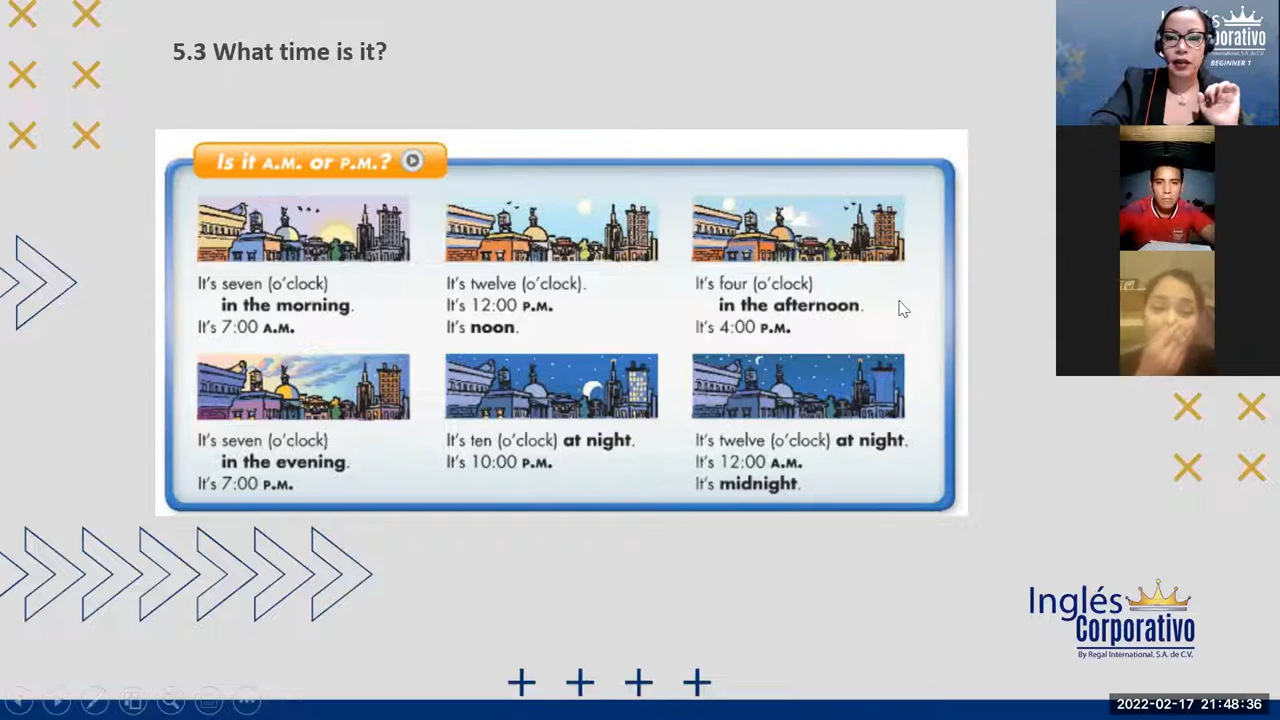 5.3 What time is it?
Is it A.M. or P.M.?
It's seven (o'clock)
in the morning.
It's 7:00 A.M.
It's twelve (o'clock).
It's 12:00 P.M.
It's noon.
It's four (o'clock)
in the afternoon.
It's 4:00 P.M.
It's seven (o'clock)
in the evening.
It's 7:00 P.M.
It's ten (o'clock) at night.
It's 10:00 P.M.
It's twelve (o'clock) at night.
It's 12:00 A.M.
It's midnight.
BEGINNER 1
Inglés
Corporativo
By Regal International, S.A. de C.V.
2022-02-17 21:48:36